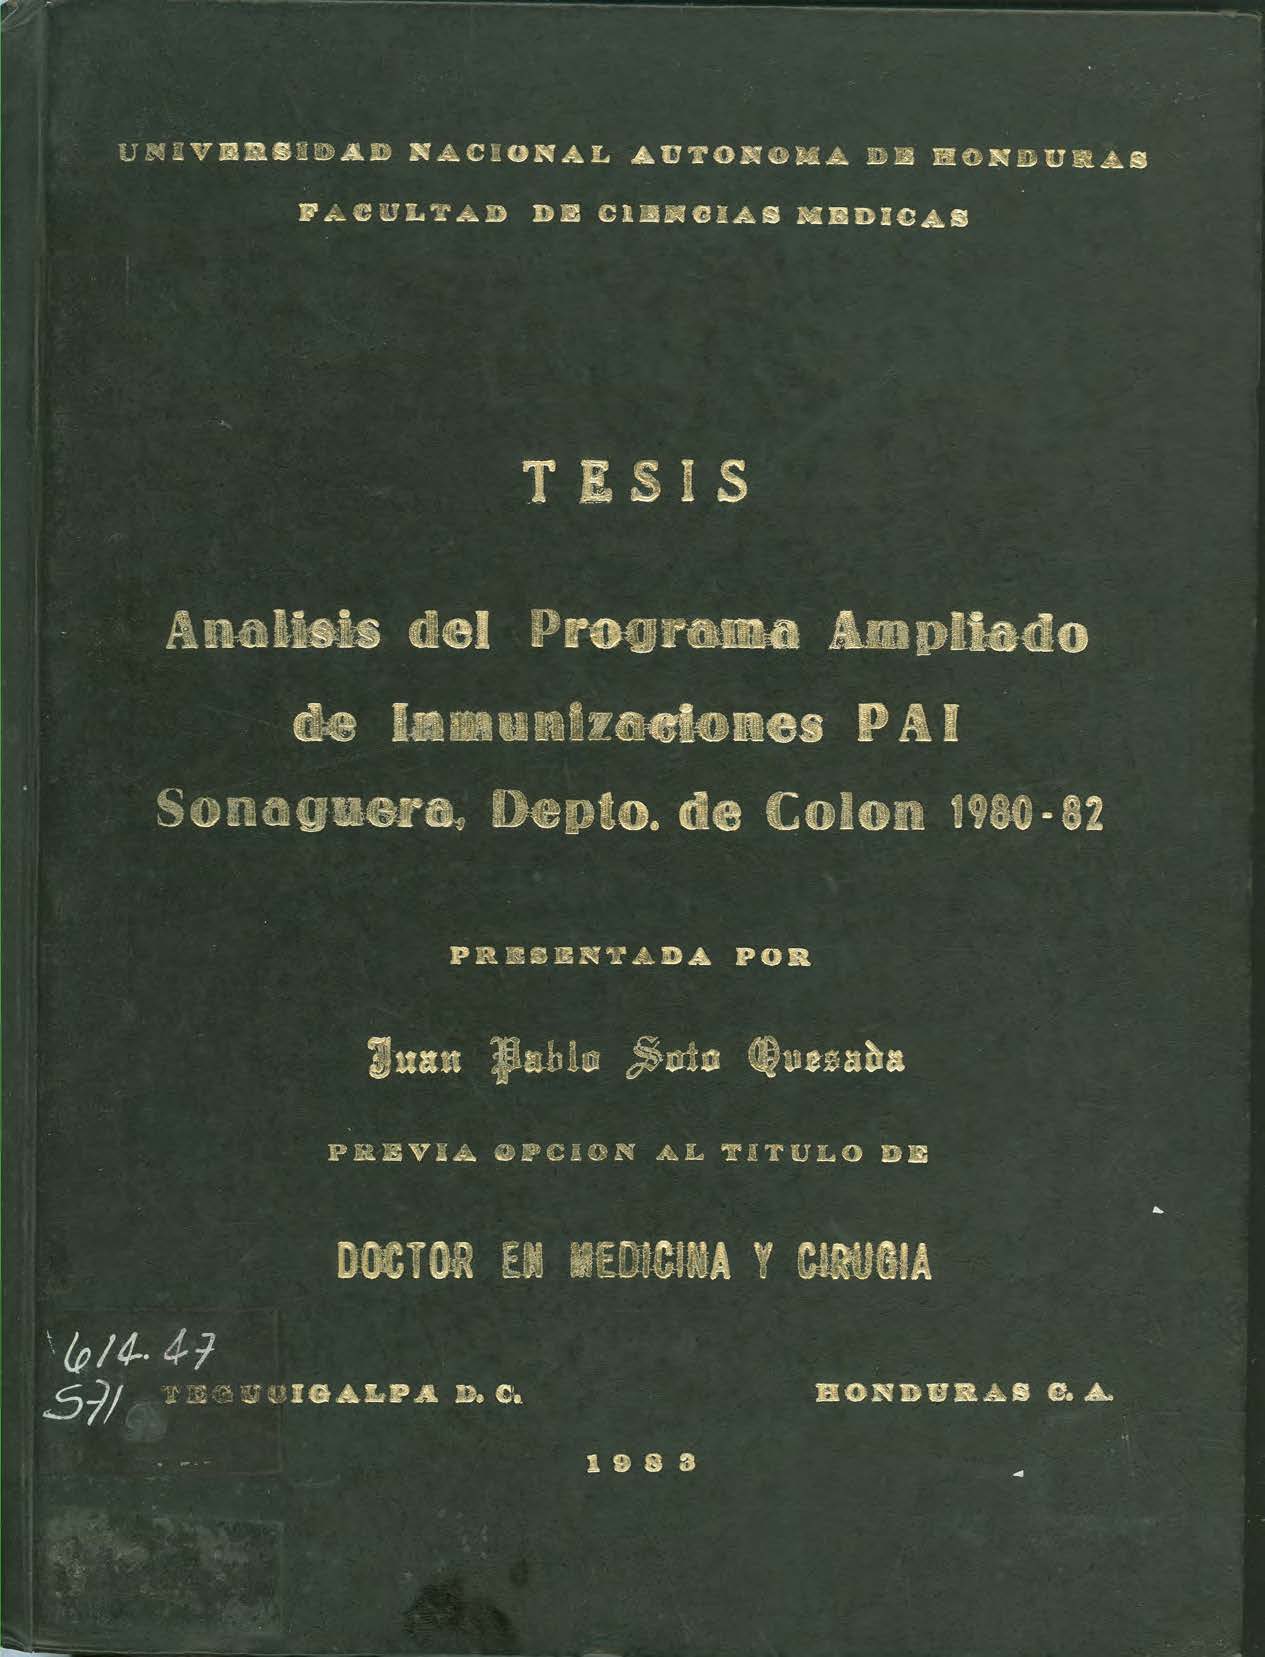 UNIVERSIDAD NACIONAL AUTONOMA DE HONDURAS
FACULTAD DE CIENCIAS MEDICAS
TESIS
Analisis del Programa Ampliado
de Inmunizaciones PAI
Sonaguera, Depto. de Colon 1980-82
PRESENTADA POR
Juan Pablo Soto Quesada
PREVIA OPCION AL TITULO DE
DOCTOR EN MEDICINA Y CIRUGIA
614.47
S71
TEGUCIGALPA D. C. HONDURAS C. A.
1983